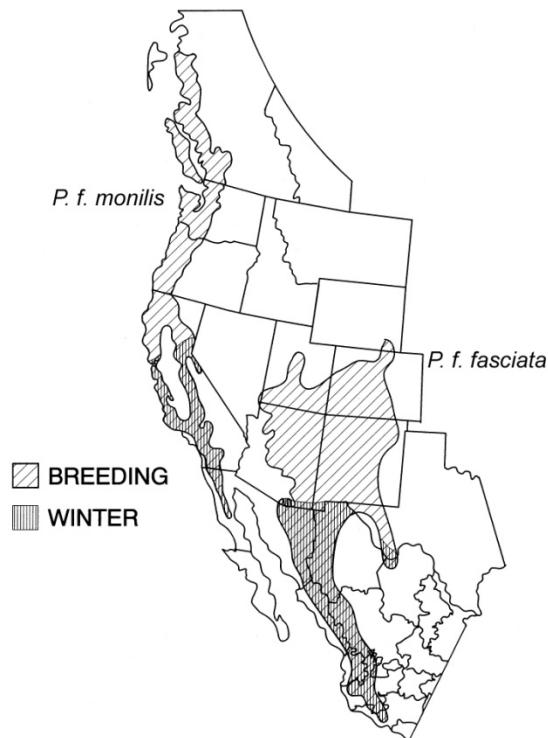 P. f. monilis
P. f. fasciata
BREEDING
WINTER